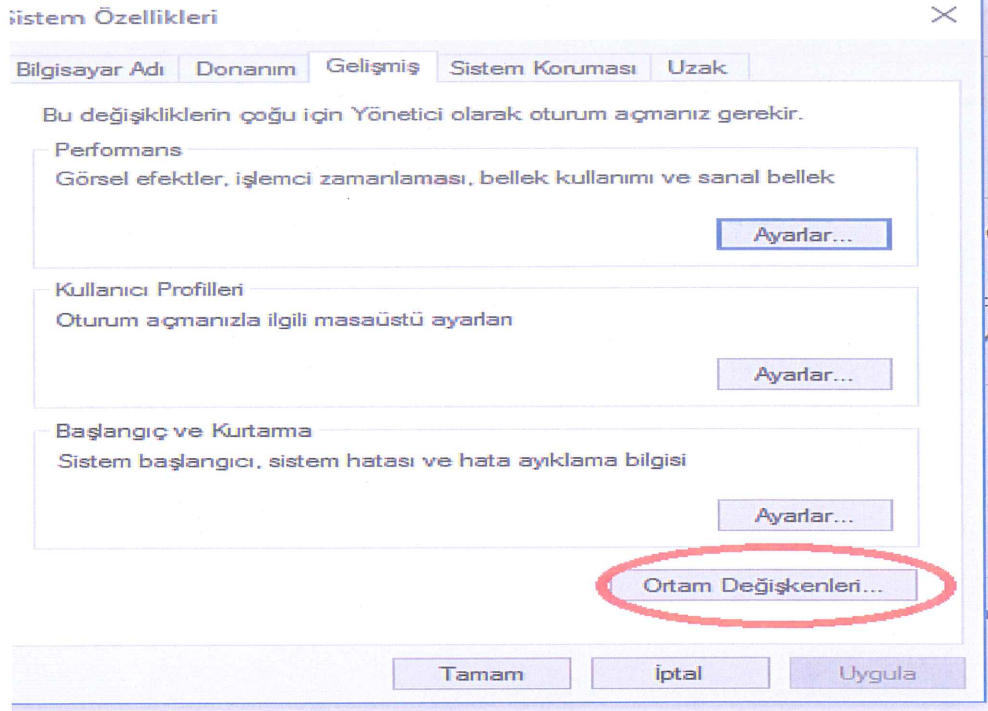 Sistem Özellikleri
Bilgisayar Adı Donanım Gelişmiş Sistem Koruması Uzak
Bu değişikliklerin çoğu için Yönetici olarak oturum açmanız gerekir.
Performans
Görsel efektler, işlemci zamanlaması, bellek kullanımı ve sanal bellek
Ayarlar...
Kullanıcı Profilleri
Oturum açmanızla ilgili masaüstü ayarları
Ayarlar...
Başlangıç ve Kurtarma
Sistem başlangıcı, sistem hatası ve hata ayıklama bilgisi
Ayarlar...
Ortam Değişkenleri...
Tamam İptal Uygula